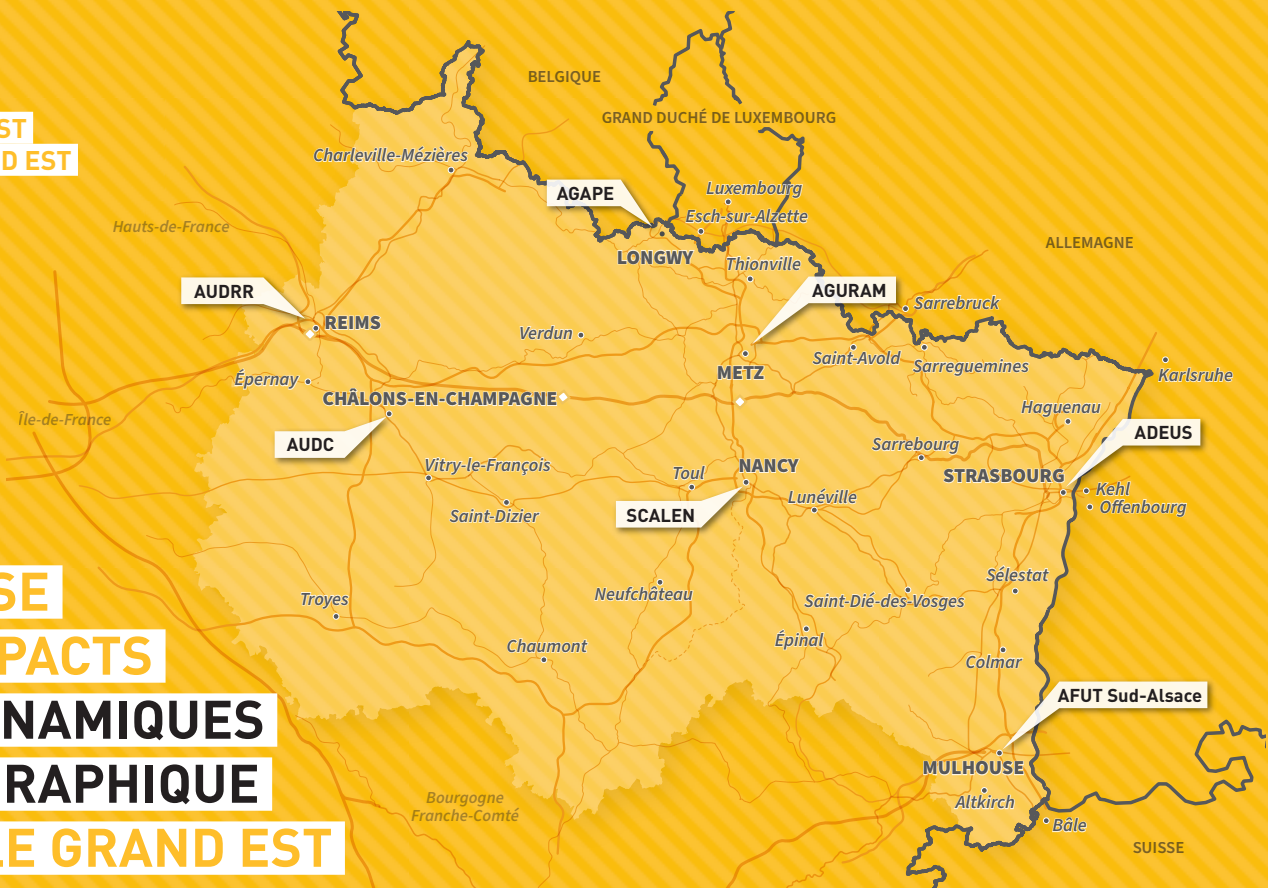 BELGIQUE
GRAND DUCHÉ DE LUXEMBOURG
EST
D EST
Charleville-Mézières
AGAPE
Luxembourg
Esch-sur-Alzette
Hauts-de-France
ALLEMAGNE
LONGWY
Thionville
AUDRR
AGURAM
Sarrebruck
REIMS
Verdun
Saint-Avold
Sarreguemines
METZ
Karlsruhe
Épernay
CHÂLONS-EN-CHAMPAGNE
Haguenau
Île-de-France
AUDC
Sarrebourg
ADEUS
Vitry-le-François
Toul
NANCY
STRASBOURG
Kehl
Lunéville
Offenbourg
Saint-Dizier
SCALEN
SE
Sélestat
Neufchâteau
Saint-Dié-des-Vosges
Troyes
PACTS
Épinal
Chaumont
Colmar
NAMIQUES
AFUT Sud-Alsace
RAPHIQUE
MULHOUSE
Bourgogne
Franche-Comté
Altkirch
Bâle
LE GRAND EST
SUISSE